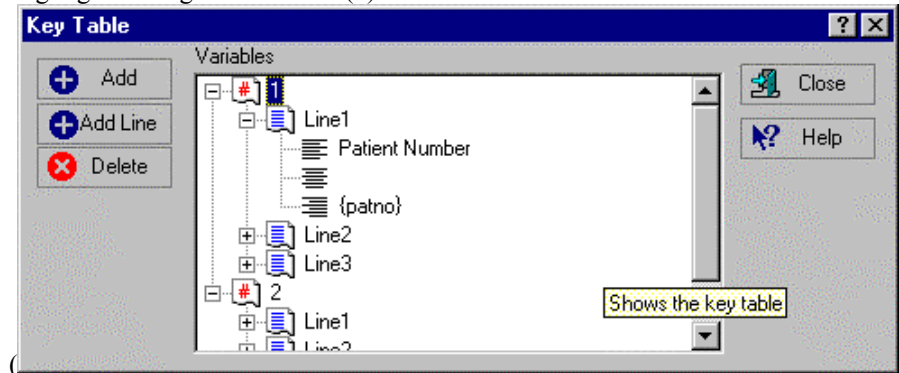 Key Table
Variables
Add
Add Line
Delete
# 1
Line1
Patient Number
{patno}
Line2
Line3
# 2
Line1
Line2
Close
Help
Shows the key table
(